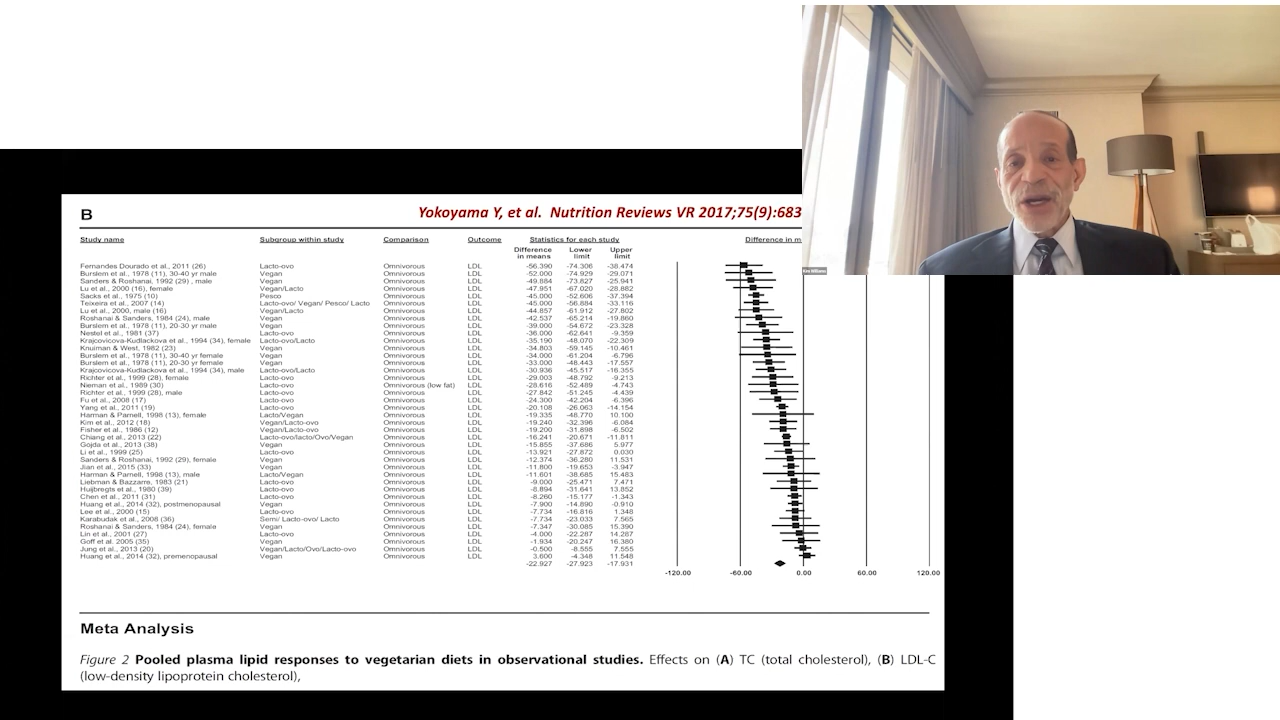 B
Yokoyama Y, et al. Nutrition Reviews VR 2017;75(9):683
Study name Subgroup within study Comparison Outcome Statistics for each study Difference in m
Difference in means Lower limit Upper limit
Fernandes Dourado et al., 2011 (26) Lacto-ovo Omnivorous LDL -56.390 -74.306 -38.474
Burslem et al., 1978 (11), 30-40 yr male Vegan Omnivorous LDL -52.000 -74.929 -29.071
Sanders & Roshanai, 1992 (29) , male Vegan Omnivorous LDL -49.884 -73.827 -25.941
Lu et al., 2000 (16), female Vegan/Lacto Omnivorous LDL -47.951 -67.020 -28.882
Sacks et al., 1975 (10) Pesco Omnivorous LDL -45.000 -52.606 -37.394
Teixeira et al., 2007 (14) Lacto-ovo/ Vegan/ Pesco/ Lacto Omnivorous LDL -45.000 -56.884 -33.116
Lu et al., 2000, male (16) Vegan/Lacto Omnivorous LDL -44.857 -61.912 -27.802
Roshanai & Sanders, 1984 (24), male Vegan Omnivorous LDL -42.537 -65.214 -19.860
Burslem et al., 1978 (11), 20-30 yr male Vegan Omnivorous LDL -39.000 -54.672 -23.328
Nestel et al., 1981 (37) Lacto-ovo Omnivorous LDL -36.000 -62.641 -9.359
Krajcovicova-Kudlackova et al., 1994 (34), female Lacto-ovo/Lacto Omnivorous LDL -35.190 -48.070 -22.309
Knuiman & West, 1982 (23) Vegan Omnivorous LDL -34.803 -59.145 -10.461
Burslem et al., 1978 (11), 30-40 yr female Vegan Omnivorous LDL -34.000 -61.204 -6.796
Burslem et al., 1978 (11), 20-30 yr female Vegan Omnivorous LDL -33.000 -48.443 -17.557
Krajcovicova-Kudlackova et al., 1994 (34), male Lacto-ovo/Lacto Omnivorous LDL -30.936 -45.517 -16.355
Richter et al., 1999 (28), female Lacto-ovo Omnivorous LDL -29.003 -48.792 -9.213
Nieman et al., 1989 (30) Lacto-ovo Omnivorous (low fat) LDL -28.616 -52.489 -4.743
Richter et al., 1999 (28), male Lacto-ovo Omnivorous LDL -27.842 -51.245 -4.439
Fu et al., 2008 (17) Lacto-ovo Omnivorous LDL -24.300 -42.204 -6.396
Yang et al., 2011 (19) Lacto-ovo Omnivorous LDL -20.108 -26.063 -14.154
Harman & Parnell, 1998 (13), female Lacto/Vegan Omnivorous LDL -19.335 -48.770 10.100
Kim et al., 2012 (18) Vegan/Lacto-ovo Omnivorous LDL -19.240 -32.396 -6.084
Fisher et al., 1986 (12) Vegan/Lacto-ovo Omnivorous LDL -19.200 -31.898 -6.502
Chiang et al., 2013 (22) Lacto-ovo/lacto/Ovo/Vegan Omnivorous LDL -16.241 -20.671 -11.811
Gojda et al., 2013 (38) Vegan Omnivorous LDL -15.855 -37.686 5.977
Li et al., 1999 (25) Lacto-ovo Omnivorous LDL -13.921 -27.872 0.030
Sanders & Roshanai, 1992 (29), female Vegan Omnivorous LDL -12.374 -36.280 11.531
Jian et al., 2015 (33) Vegan Omnivorous LDL -11.800 -19.653 -3.947
Harman & Parnell, 1998 (13), male Lacto/Vegan Omnivorous LDL -11.601 -38.685 15.483
Liebman & Bazzarre, 1983 (21) Lacto-ovo Omnivorous LDL -9.000 -25.471 7.471
Huijbregts et al., 1980 (39) Lacto-ovo Omnivorous LDL -8.894 -31.641 13.852
Chen et al., 2011 (31) Lacto-ovo Omnivorous LDL -8.260 -15.177 -1.343
Huang et al., 2014 (32), postmenopausal Vegan Omnivorous LDL -7.900 -14.890 -0.910
Lee et al., 2000 (15) Lacto-ovo Omnivorous LDL -7.734 -16.816 1.348
Karabudak et al., 2008 (36) Semi/ Lacto-ovo/ Lacto Omnivorous LDL -7.734 -23.033 7.565
Roshanai & Sanders, 1984 (24), female Vegan Omnivorous LDL -7.347 -30.085 15.390
Lin et al., 2001 (27) Lacto-ovo Omnivorous LDL -4.000 -22.287 14.287
Goff et al. 2005 (35) Vegan Omnivorous LDL -1.934 -20.247 16.380
Jung et al., 2013 (20) Vegan/Lacto/Ovo/Lacto-ovo Omnivorous LDL -0.500 -8.555 7.555
Huang et al., 2014 (32), premenopausal Vegan Omnivorous LDL 3.600 -4.348 11.548
-22.927 -27.923 -17.931
-120.00 -60.00 0.00 60.00 120.00
Meta Analysis
Figure 2 Pooled plasma lipid responses to vegetarian diets in observational studies. Effects on (A) TC (total cholesterol), (B) LDL-C
(low-density lipoprotein cholesterol),